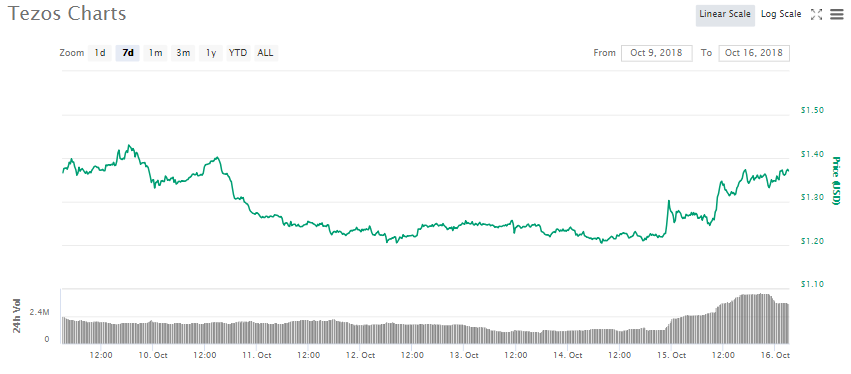 Tezos Charts
Linear Scale Log Scale
Zoom 1d 7d 1m 3m 1y YTD ALL From Oct 9, 2018 To Oct 16, 2018
$1.50
$1.40
$1.30
$1.20
$1.10
Price (USD)
24h Vol
2.4M
0
12:00 10. Oct 12:00 11. Oct 12:00 12. Oct 12:00 13. Oct 12:00 14. Oct 12:00 15. Oct 12:00 16. Oct